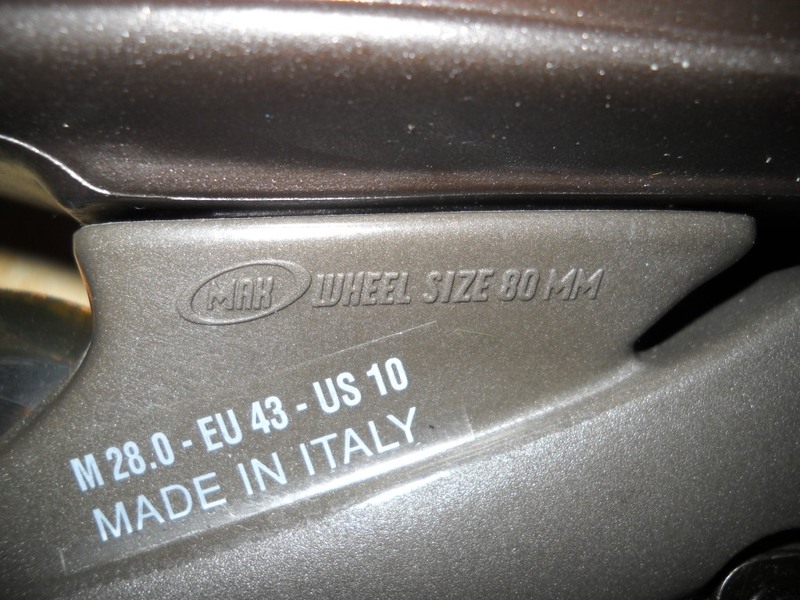 MAX WHEEL SIZE 80 MM
M 28.0 - EU 43 - US 10
MADE IN ITALY